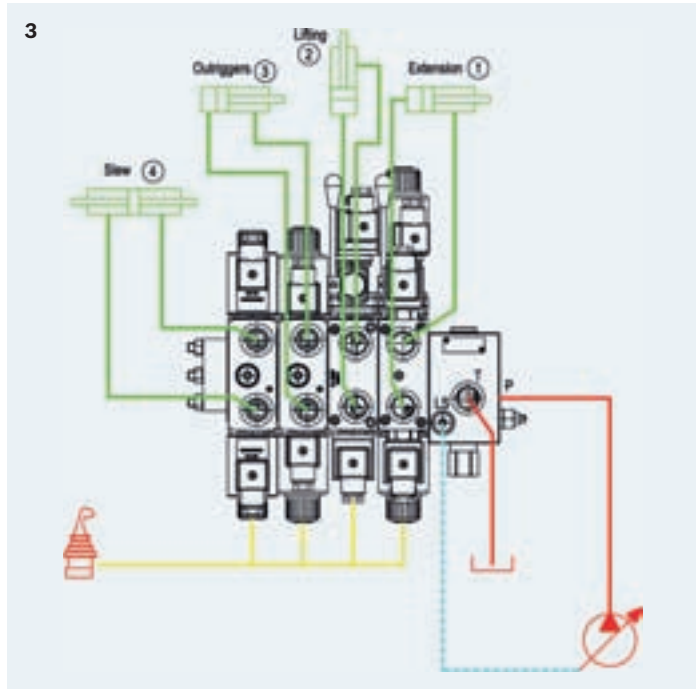 3
Lifting
②
Outriggers ③
Extension ①
Slew ④
T
P
LS